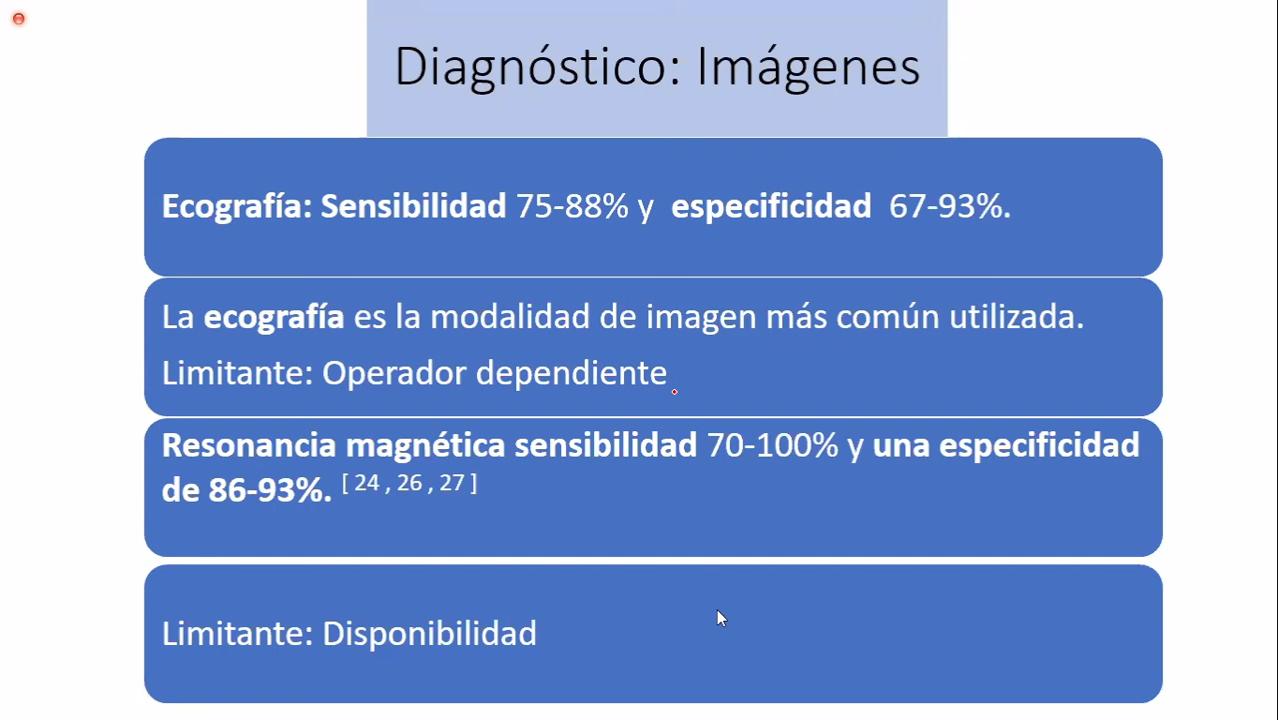 Diagnóstico: Imágenes
Ecografía: Sensibilidad 75-88% y especificidad 67-93%.
La ecografía es la modalidad de imagen más común utilizada.
Limitante: Operador dependiente
Resonancia magnética sensibilidad 70-100% y una especificidad
de 86-93%. [ 24 , 26 , 27 ]
Limitante: Disponibilidad